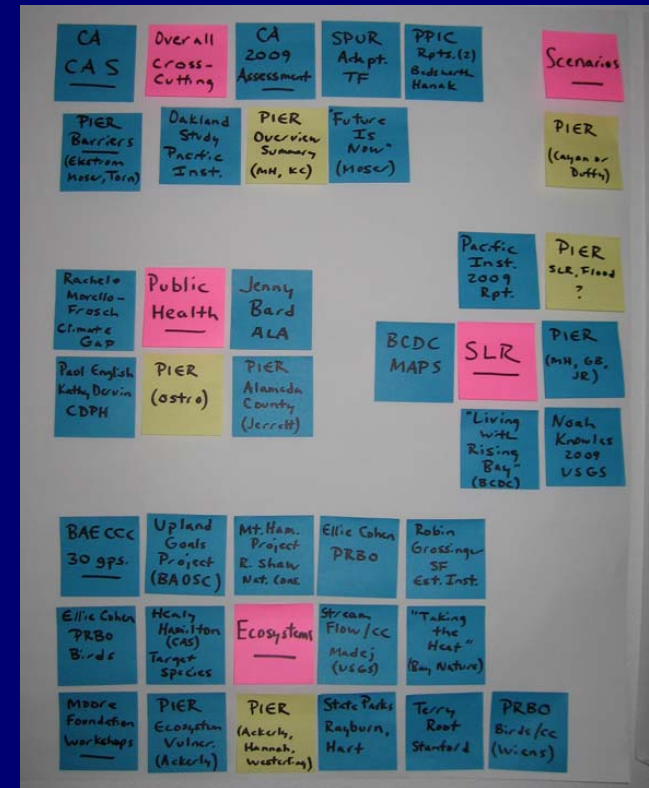 CA
CAS
Overall
Cross-
Cutting
CA
2009
Assessment
SPUR
Adapt.
TF
PPIC
Rpts.(2)
Bedsworth
Hanak
Scenarios
PIER
Barriers
(Ekstrom
Moser, Torn)
Oakland
Study
Pacific
Inst.
PIER
Overview
Summary
(MH, KC)
"Future
Is
Now"
(Moser)
PIER
(Cayan or
Duffy)
Rachel
Morello-
Frosch
Climate
Gap
Public
Health
Jenny
Bard
ALA
Paul English
Kathy Dervin
CDPH
PIER
(Ostro)
PIER
Alameda
County
(Jerrett)
Pacific
Inst.
2009
Rpt.
PIER
SLR, Flood
?
BCDC
MAPS
SLR
PIER
(MH, GB,
JR)
"Living
with
Rising
Bay"
(BCDC)
Noah
Knowles
2009
USGS
BAECCC
30 gps.
Upland
Goals
Project
(BAOSC)
Mt. Ham.
Project
R. Shaw
Nat. Cons.
Ellie Cohen
PRBO
Robin
Grossinger
SF
Est. Inst.
Ellie Cohen
PRBO
Birds
Healy
Hamilton
(CAS)
Target
Species
Ecosystems
Stream
Flow/cc
Madej
(USGS)
"Taking
the
Heat"
(Bay Nature)
Moore
Foundation
Workshops
PIER
Ecosystem
Vulner.
(Ackerly)
PIER
(Ackerly,
Hannah,
Westerling)
State Parks
Rayburn,
Hart
Terry
Root
Stanford
PRBO
Birds/cc
(Wiens)